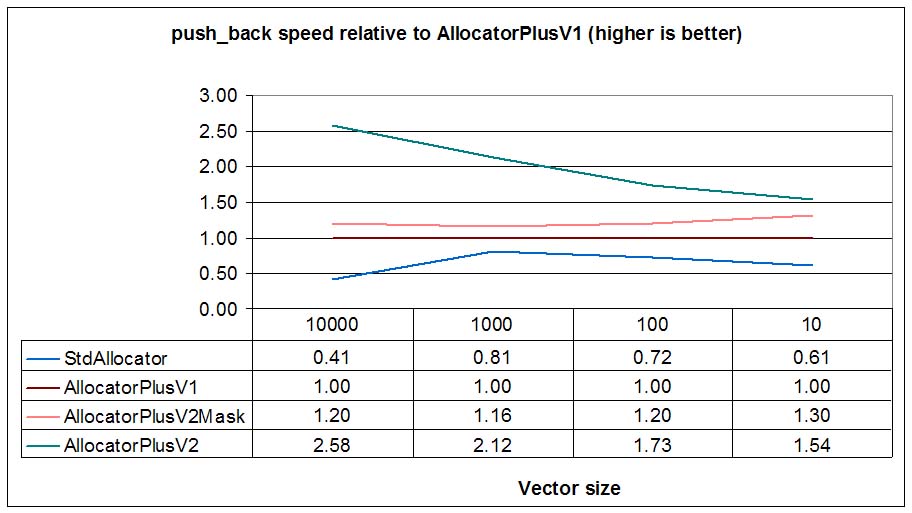 push_back speed relative to AllocatorPlusV1 (higher is better)
3.00
2.50
2.00
1.50
1.00
0.50
0.00
10000 1000 100 10
StdAllocator 0.41 0.81 0.72 0.61
AllocatorPlusV1 1.00 1.00 1.00 1.00
AllocatorPlusV2Mask 1.20 1.16 1.20 1.30
AllocatorPlusV2 2.58 2.12 1.73 1.54
Vector size